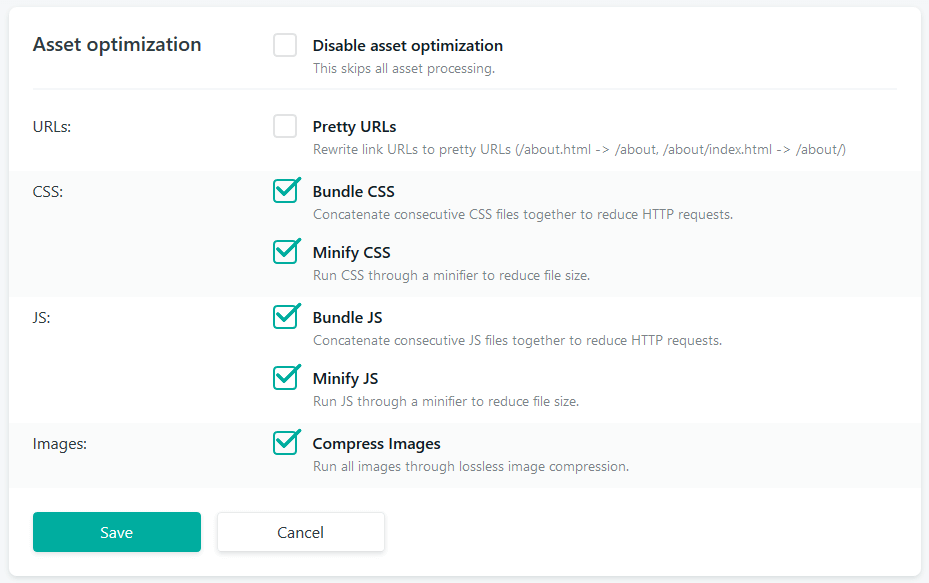 Asset optimization
Disable asset optimization
This skips all asset processing.
URLs:
Pretty URLs
Rewrite link URLs to pretty URLs (/about.html -> /about, /about/index.html -> /about/)
CSS:
Bundle CSS
Concatenate consecutive CSS files together to reduce HTTP requests.
Minify CSS
Run CSS through a minifier to reduce file size.
JS:
Bundle JS
Concatenate consecutive JS files together to reduce HTTP requests.
Minify JS
Run JS through a minifier to reduce file size.
Images:
Compress Images
Run all images through lossless image compression.
Save
Cancel